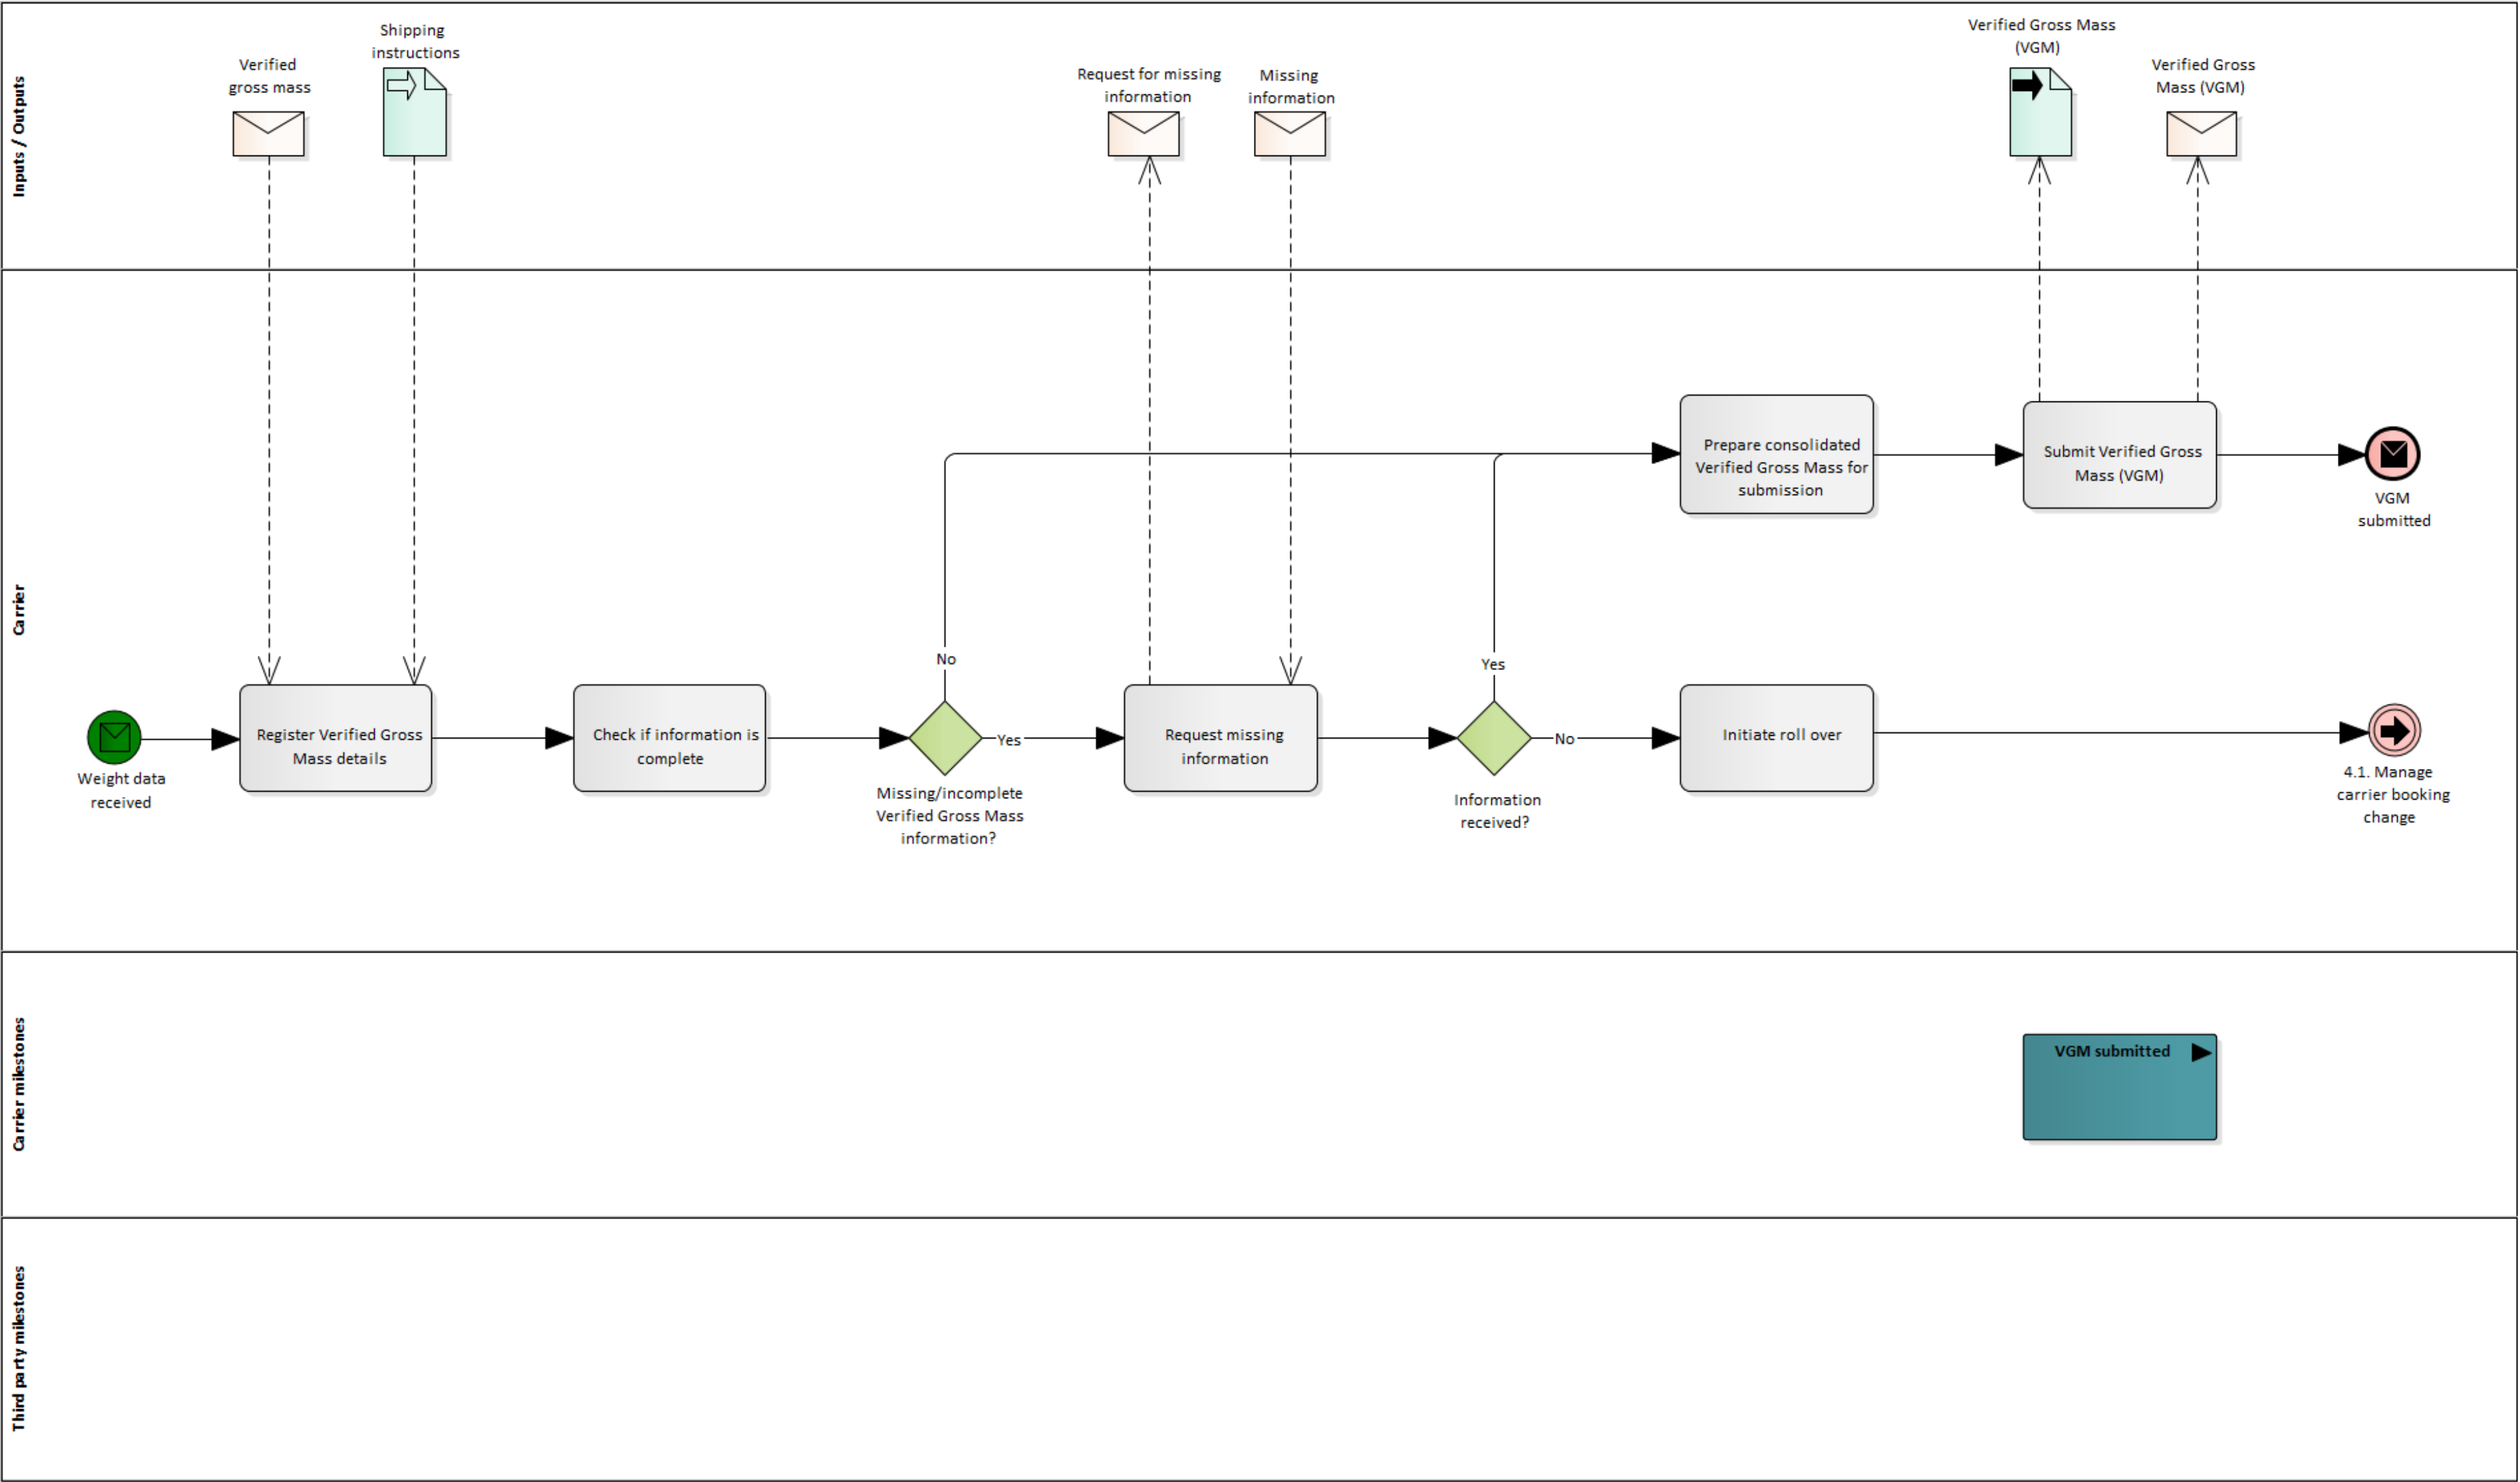 Inputs / Outputs
Verified
gross mass
Shipping
instructions
Request for missing
information
Missing
information
Verified Gross Mass
(VGM)
Verified Gross
Mass (VGM)
Carrier
Prepare consolidated
Verified Gross Mass for
submission
Submit Verified Gross
Mass (VGM)
VGM
submitted
No
Yes
Weight data
received
Register Verified Gross
Mass details
Check if information is
complete
Yes
Missing/incomplete
Verified Gross Mass
information?
Request missing
information
No
Information
received?
Initiate roll over
4.1. Manage
carrier booking
change
Carrier milestones
VGM submitted
Third party milestones